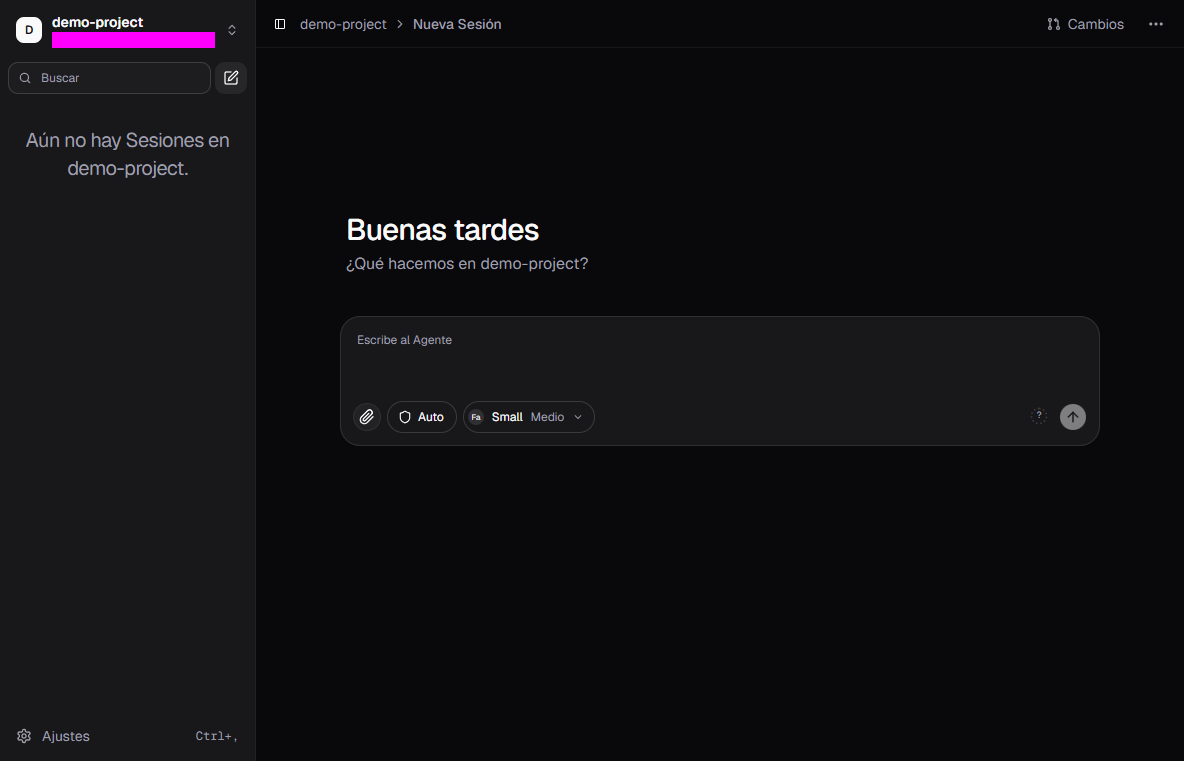 D
demo-project
Buscar
Aún no hay Sesiones en
demo-project.
Ajustes
Ctrl+,
demo-project
Nueva Sesión
Cambios
Buenas tardes
¿Qué hacemos en demo-project?
Escribe al Agente
Auto
Fa
Small
Medio
?